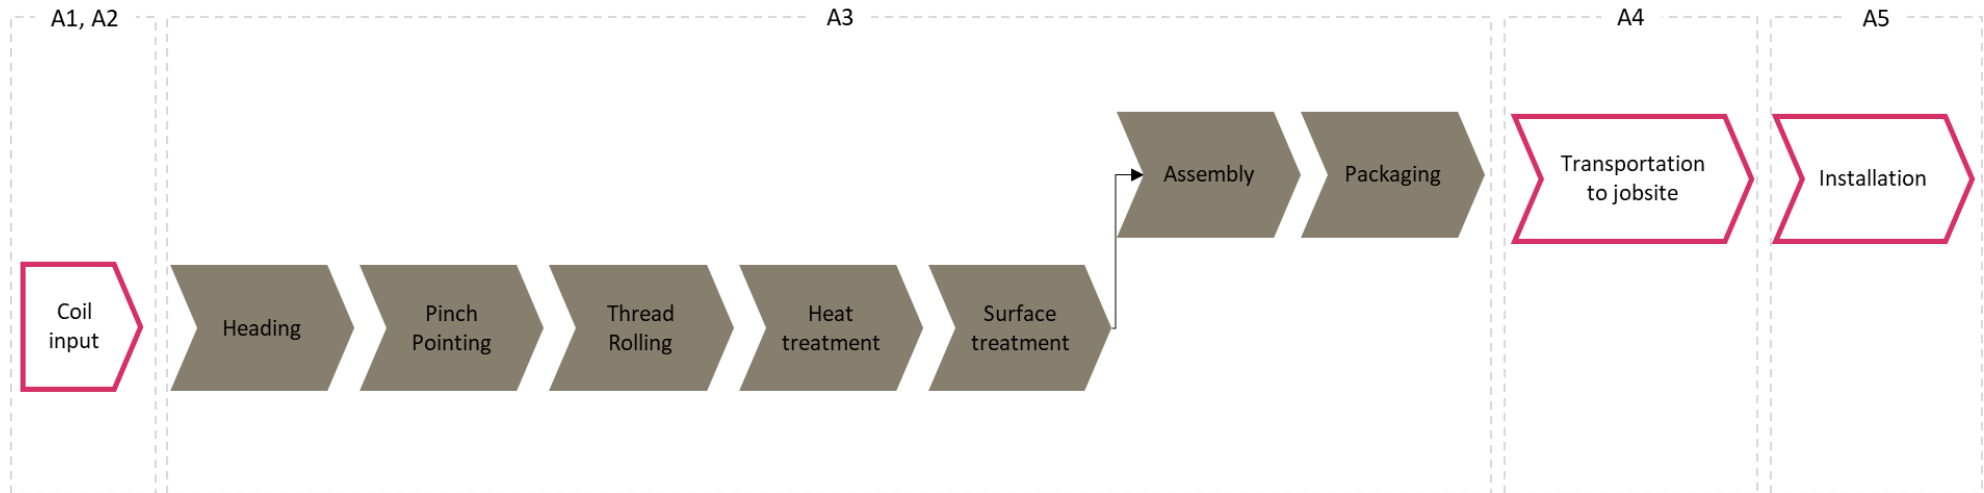 A1, A2
A3
A4
A5
Assembly
Packaging
Transportation
to jobsite
Installation
Coil
input
Heading
Pinch
Pointing
Thread
Rolling
Heat
treatment
Surface
treatment